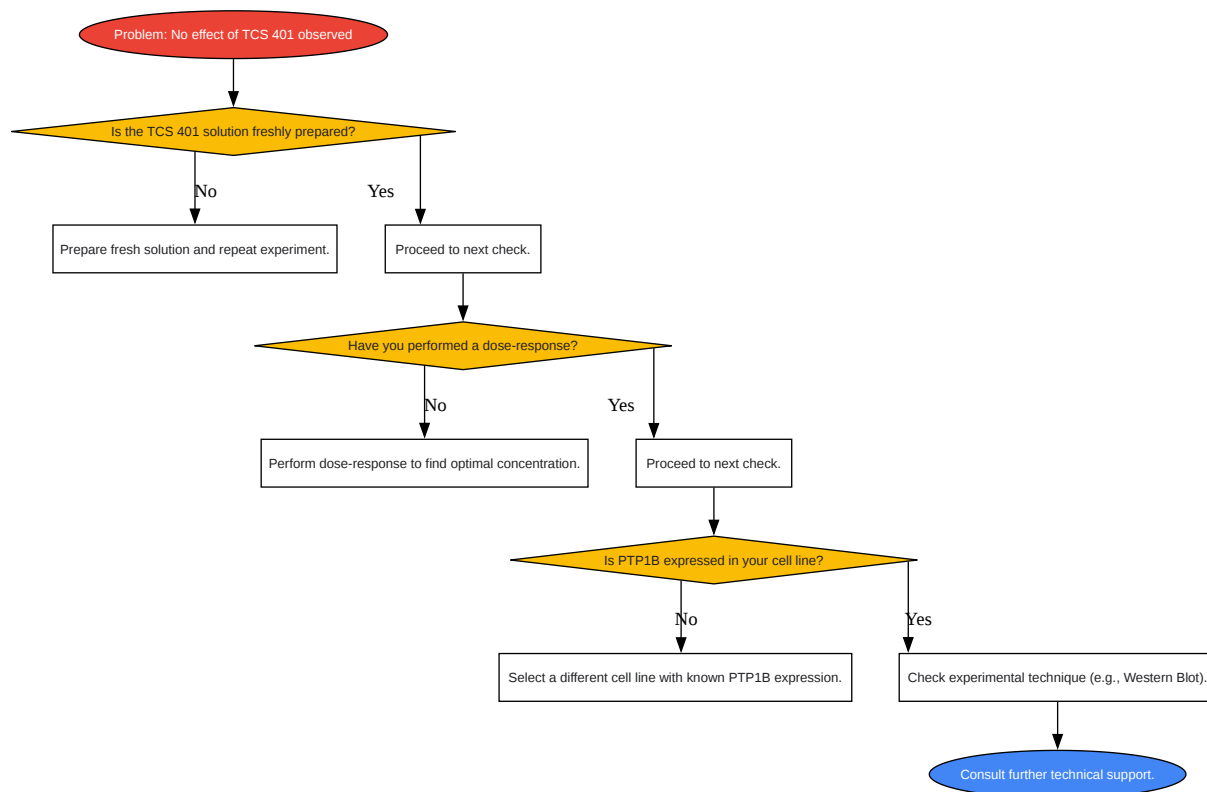 Problem: No effect of TCS 401 observed
Is the TCS 401 solution freshly prepared?
No
Yes
Prepare fresh solution and repeat experiment.
Proceed to next check.
Have you performed a dose-response?
No
Yes
Perform dose-response to find optimal concentration.
Proceed to next check.
Is PTP1B expressed in your cell line?
No
Yes
Select a different cell line with known PTP1B expression.
Check experimental technique (e.g., Western Blot).
Consult further technical support.